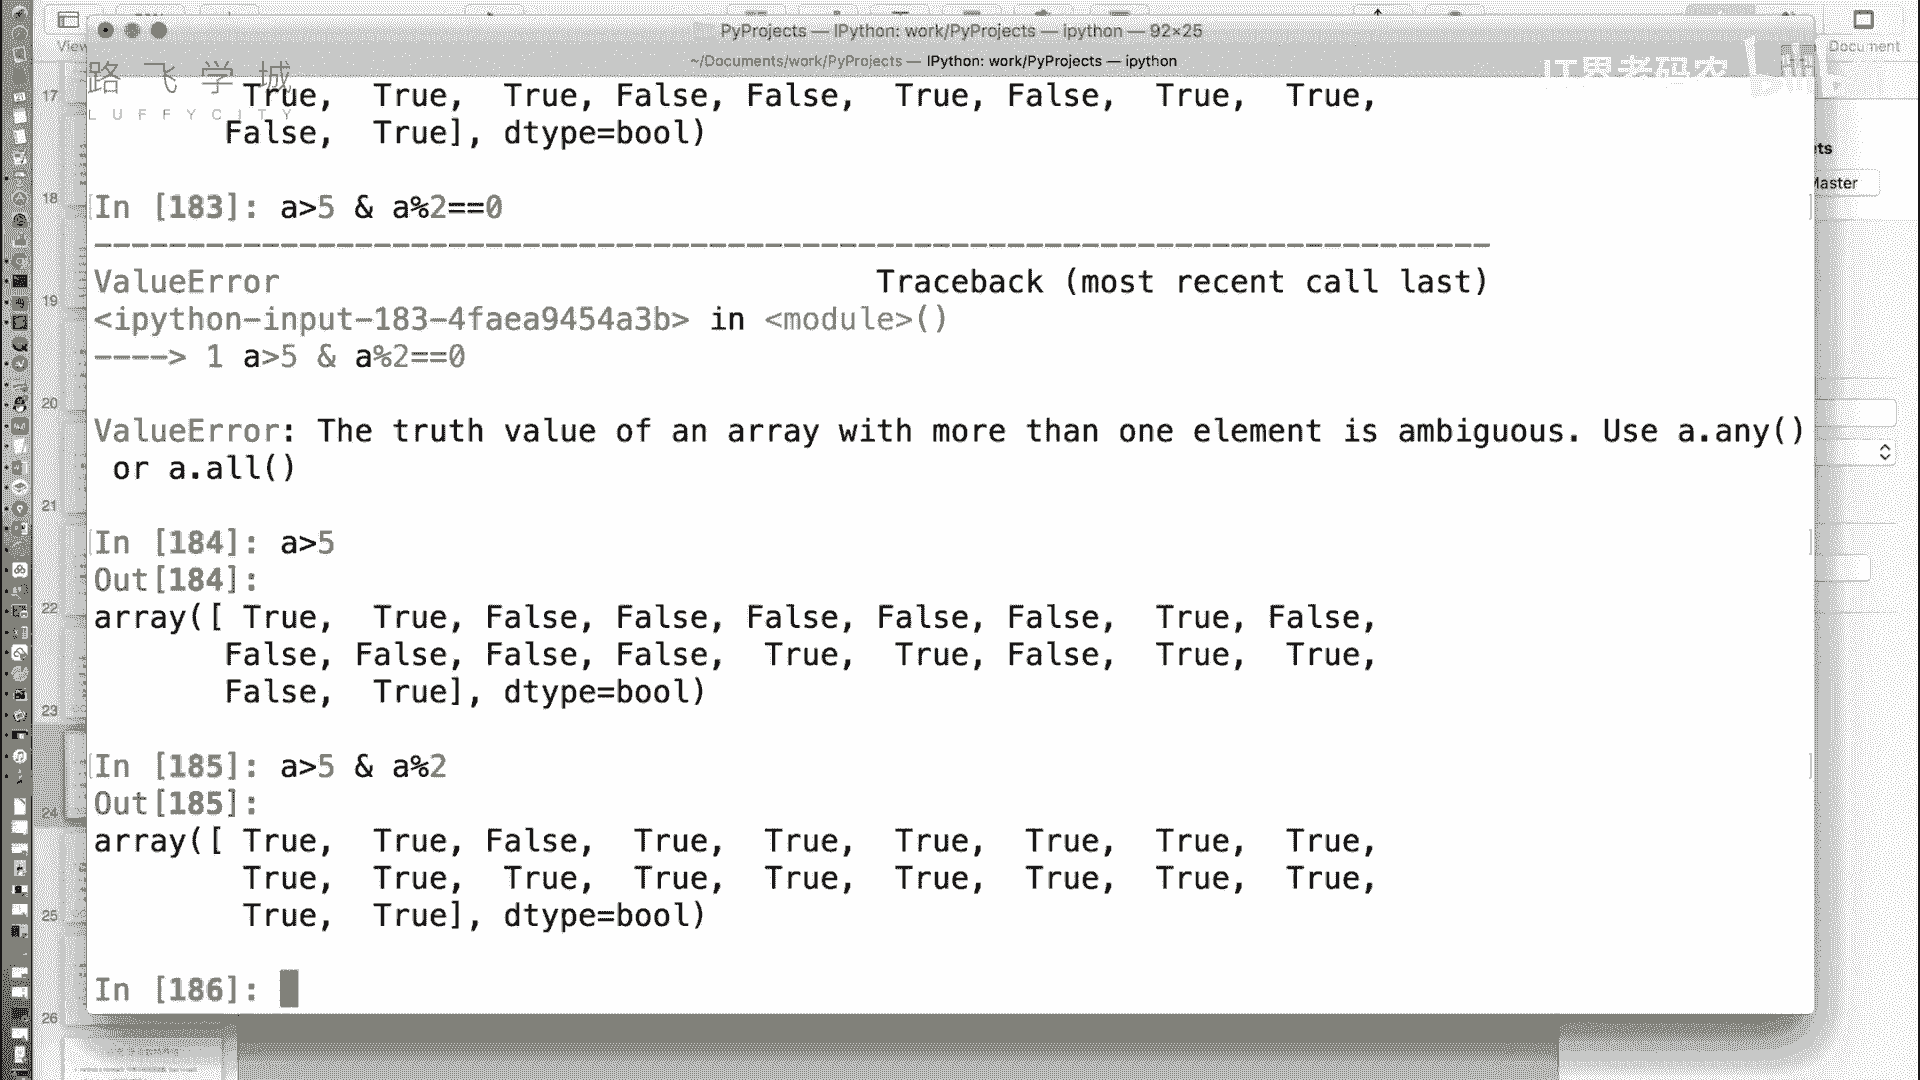 PyProjects — IPython: work/PyProjects — ipython — 92×25
~/Documents/work/PyProjects — IPython: work/PyProjects — ipython
View
Document
路飞学城
LUFFYCITY
IT界老码农
True,  True,  True, False, False,  True, False,  True,  True,
False,  True], dtype=bool)
In [183]: a>5 & a%2==0
ValueError                                Traceback (most recent call last)
<ipython-input-183-4faea9454a3b> in <module>()
----> 1 a>5 & a%2==0
ValueError: The truth value of an array with more than one element is ambiguous. Use a.any()
or a.all()
In [184]: a>5
Out[184]:
array([ True,  True, False, False, False, False, False,  True, False,
False, False, False, False,  True,  True, False,  True,  True,
False,  True], dtype=bool)
In [185]: a>5 & a%2
Out[185]:
array([ True,  True, False,  True,  True,  True,  True,  True,  True,
True,  True,  True,  True,  True,  True,  True,  True,  True,
True,  True], dtype=bool)
In [186]:
17
18
19
20
21
22
23
24
25
26
Master